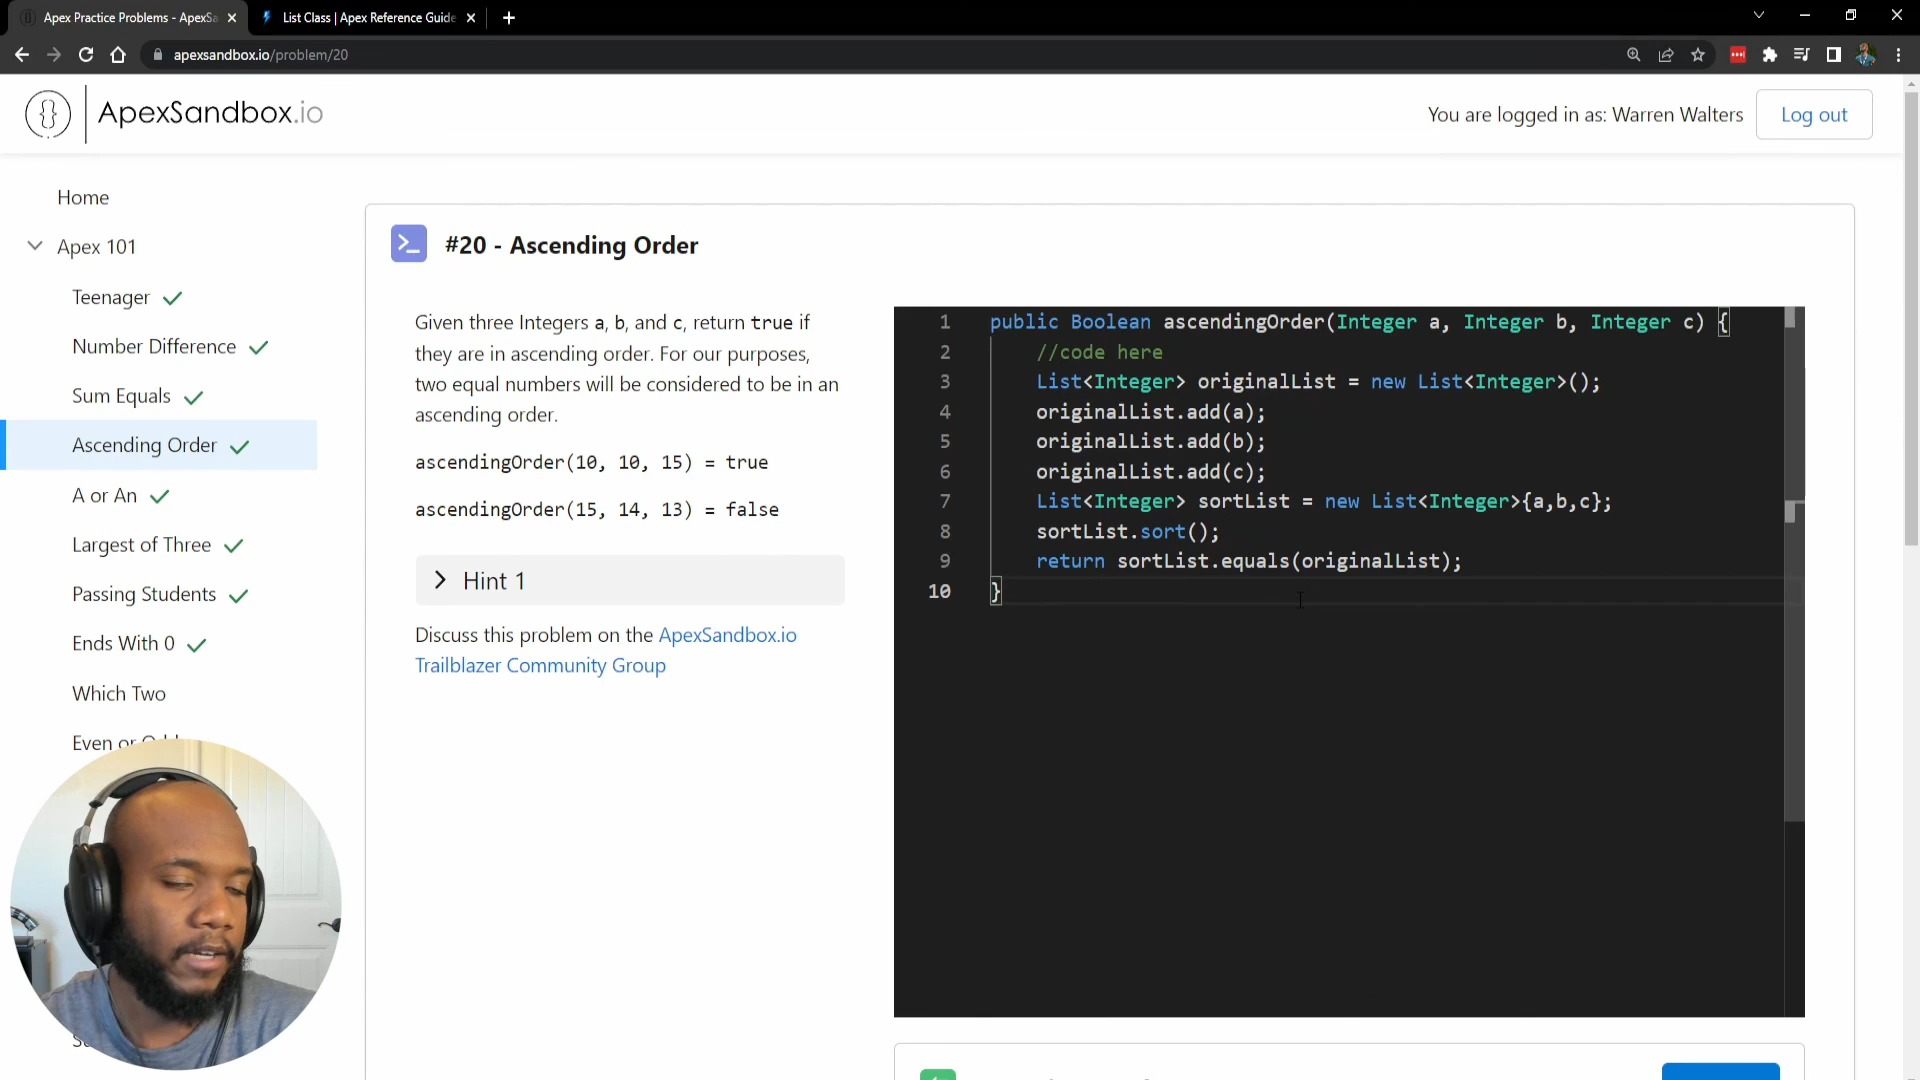 Apex Practice Problems - ApexSa
List Class | Apex Reference Guide
apexsandbox.io/problem/20
ApexSandbox.io
You are logged in as: Warren Walters
Log out
Home
Apex 101
Teenager
Number Difference
Sum Equals
Ascending Order
A or An
Largest of Three
Passing Students
Ends With 0
Which Two
Even or
#20 - Ascending Order
Given three Integers a, b, and c, return true if
they are in ascending order. For our purposes,
two equal numbers will be considered to be in an
ascending order.
ascendingOrder(10, 10, 15) = true
ascendingOrder(15, 14, 13) = false
Hint 1
Discuss this problem on the ApexSandbox.io
Trailblazer Community Group
1 public Boolean ascendingOrder(Integer a, Integer b, Integer c) {
2 //code here
3 List<Integer> originalList = new List<Integer>();
4 originalList.add(a);
5 originalList.add(b);
6 originalList.add(c);
7 List<Integer> sortList = new List<Integer>{a,b,c};
8 sortList.sort();
9 return sortList.equals(originalList);
10 }